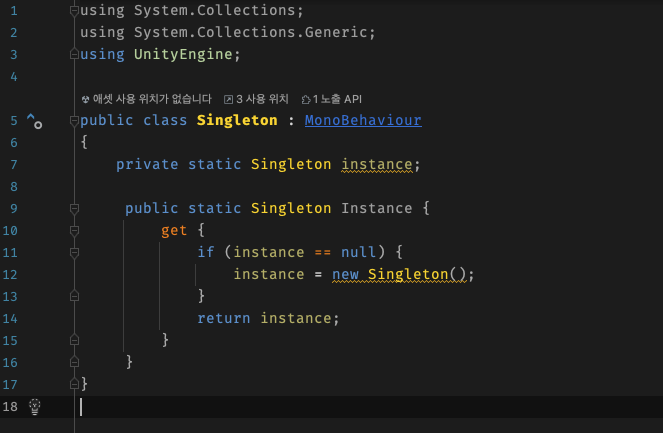 1 using System.Collections;
2 using System.Collections.Generic;
3 using UnityEngine;
4
애셋 사용 위치가 없습니다 3 사용 위치 1 노출 API
5 public class Singleton : MonoBehaviour
6 {
7 private static Singleton instance;
8
9 public static Singleton Instance {
10 get {
11 if (instance == null) {
12 instance = new Singleton();
13 }
14 return instance;
15 }
16 }
17 }
18